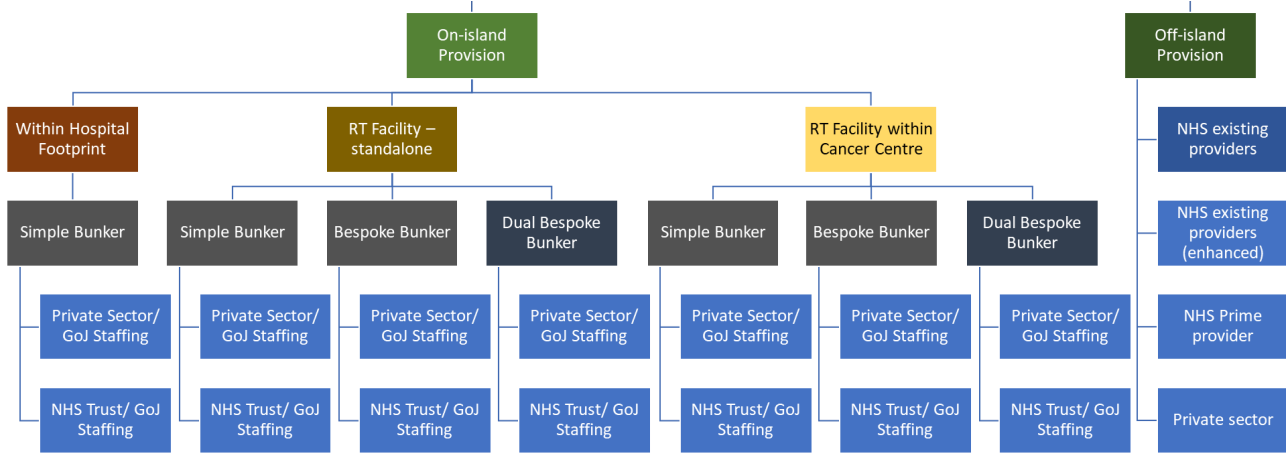 On-island
Provision
Off-island
Provision
Within Hospital
Footprint
RT Facility –
standalone
RT Facility within
Cancer Centre
NHS existing
providers
Simple Bunker
Simple Bunker
Bespoke Bunker
Dual Bespoke
Bunker
Simple Bunker
Bespoke Bunker
Dual Bespoke
Bunker
NHS existing
providers
(enhanced)
Private Sector/
GoJ Staffing
Private Sector/
GoJ Staffing
Private Sector/
GoJ Staffing
Private Sector/
GoJ Staffing
Private Sector/
GoJ Staffing
Private Sector/
GoJ Staffing
Private Sector/
GoJ Staffing
NHS Prime
provider
NHS Trust/ GoJ
Staffing
NHS Trust/ GoJ
Staffing
NHS Trust/ GoJ
Staffing
NHS Trust/ GoJ
Staffing
NHS Trust/ GoJ
Staffing
NHS Trust/ GoJ
Staffing
NHS Trust/ GoJ
Staffing
Private sector